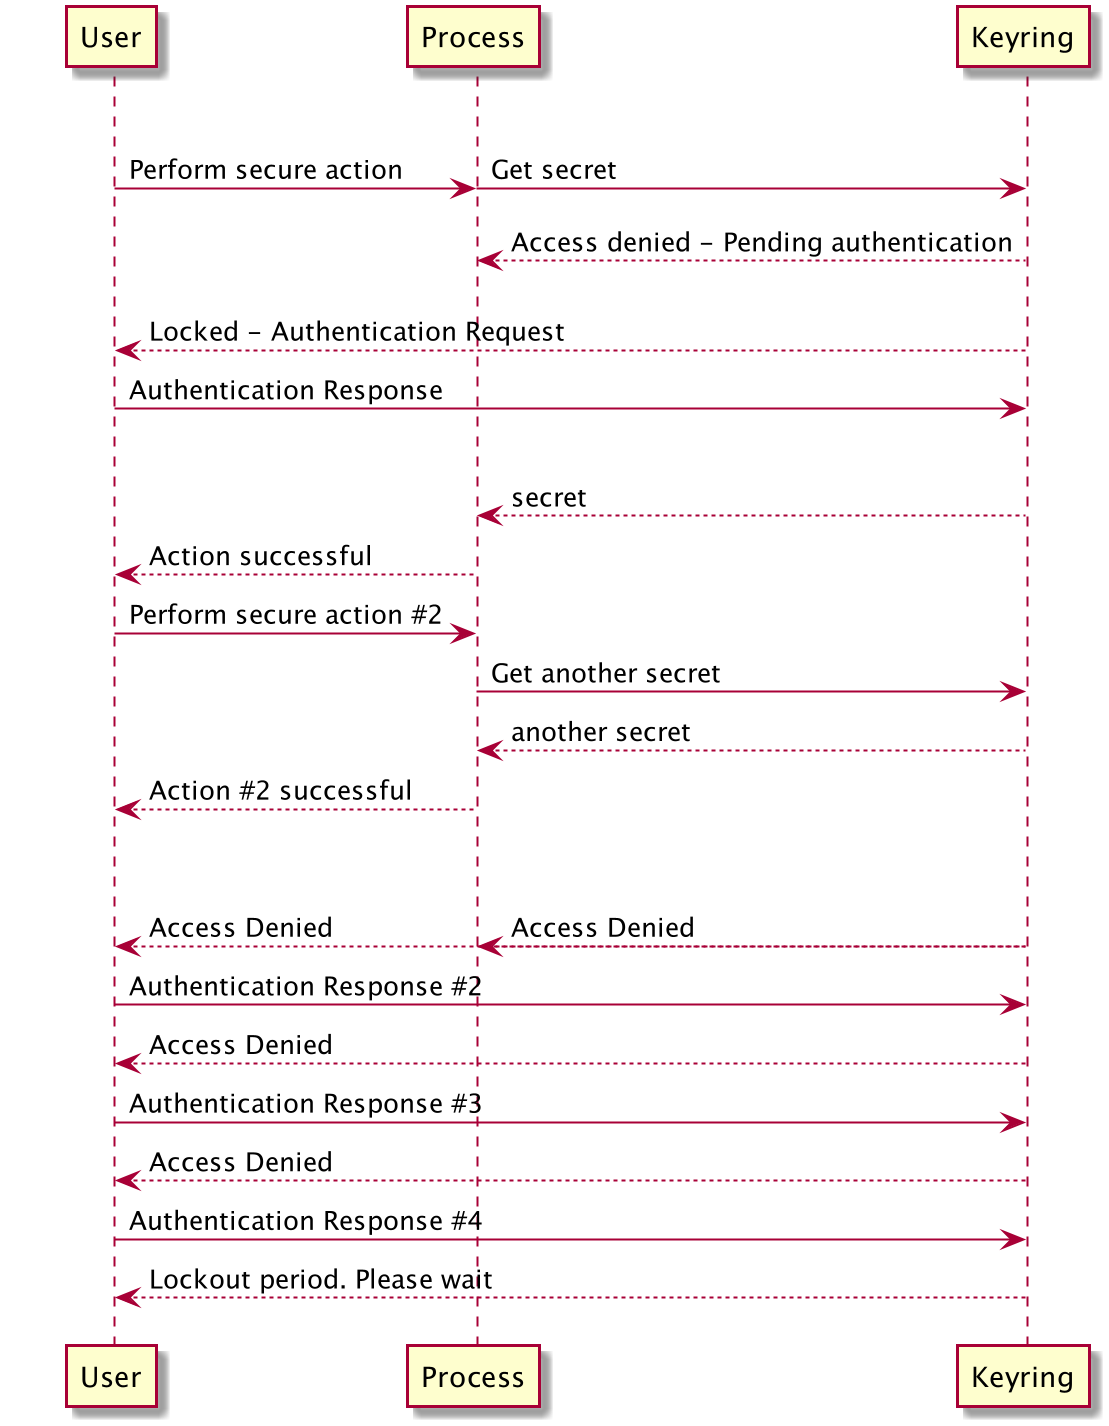 User
Process
Keyring
Perform secure action
Get secret
Access denied - Pending authentication
Locked - Authentication Request
Authentication Response
secret
Action successful
Perform secure action #2
Get another secret
another secret
Action #2 successful
Access Denied
Access Denied
Authentication Response #2
Access Denied
Authentication Response #3
Access Denied
Authentication Response #4
Lockout period. Please wait
User
Process
Keyring